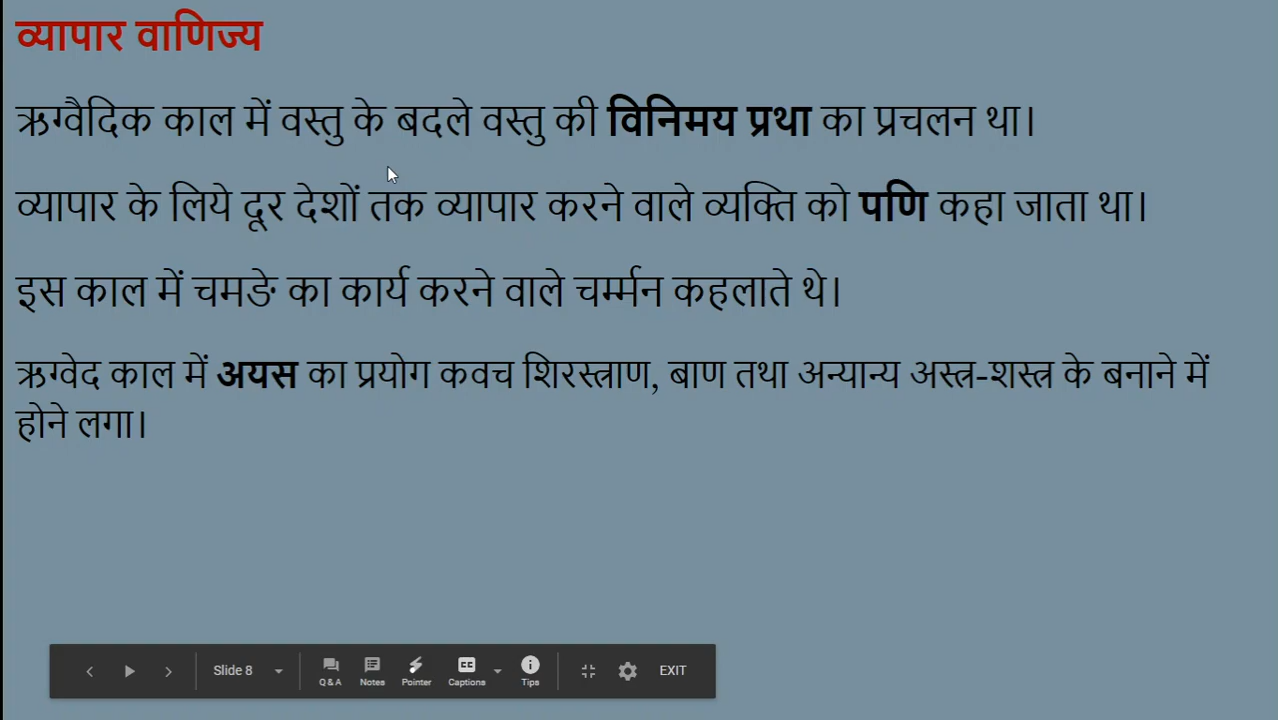 व्यापार वाणिज्य
ऋग्वैदिक काल में वस्तु के बदले वस्तु की विनिमय प्रथा का प्रचलन था।
व्यापार के लिये दूर देशों तक व्यापार करने वाले व्यक्ति को पणि कहा जाता था।
इस काल में चमङे का कार्य करने वाले चर्म्मन कहलाते थे।
ऋग्वेद काल में अयस का प्रयोग कवच शिरस्त्राण, बाण तथा अन्यान्य अस्त्र-शस्त्र के बनाने में
होने लगा।
Slide 8 Q & A Notes Pointer Captions Tips EXIT